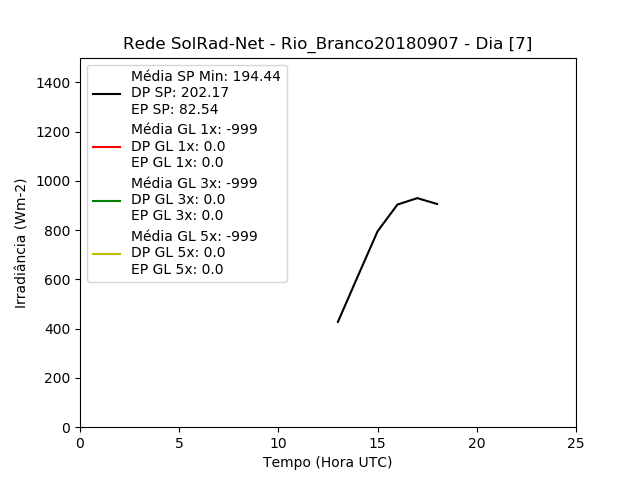 Rede SolRad-Net - Rio_Branco20180907 - Dia [7]
Média SP Min: 194.44
DP SP: 202.17
EP SP: 82.54
Média GL 1x: -999
DP GL 1x: 0.0
EP GL 1x: 0.0
Média GL 3x: -999
DP GL 3x: 0.0
EP GL 3x: 0.0
Média GL 5x: -999
DP GL 5x: 0.0
EP GL 5x: 0.0
Irradiância (Wm-2)
1400
1200
1000
800
600
400
200
0
0 5 10 15 20 25
Tempo (Hora UTC)